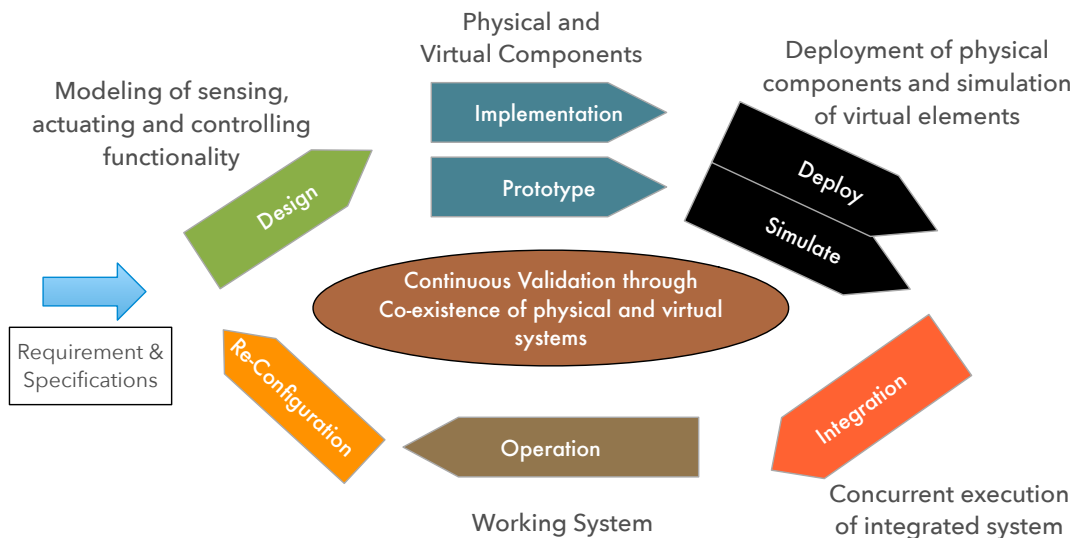 Physical and
Virtual Components
Deployment of physical
components and simulation
of virtual elements
Modeling of sensing,
actuating and controlling
functionality
Implementation
Prototype
Deploy
Simulate
Design
Continuous Validation through
Co-existence of physical and virtual
systems
Requirement &
Specifications
Re-Configuration
Integration
Operation
Concurrent execution
of integrated system
Working System